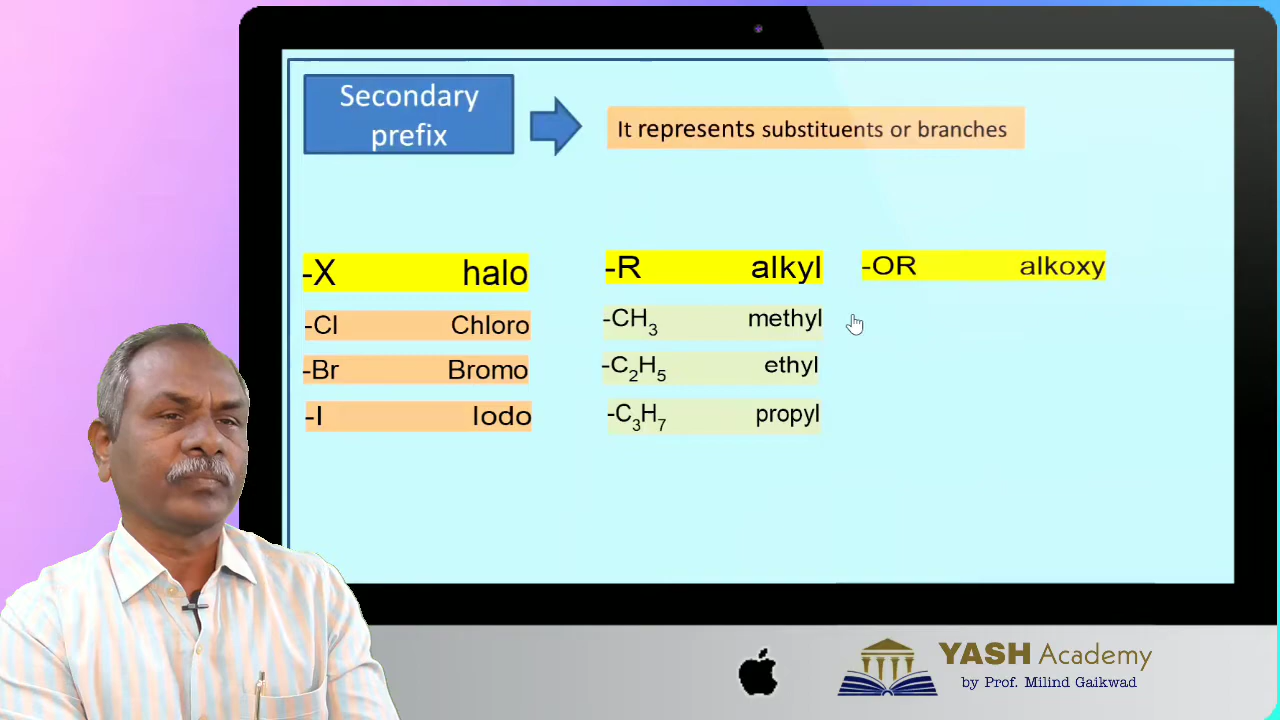 Secondary
prefix
It represents substituents or branches
-X halo
-Cl Chloro
-Br Bromo
-I Iodo
-R alkyl
-CH3 methyl
-C2H5 ethyl
-C3H7 propyl
-OR alkoxy
YASH Academy
by Prof. Milind Gaikwad